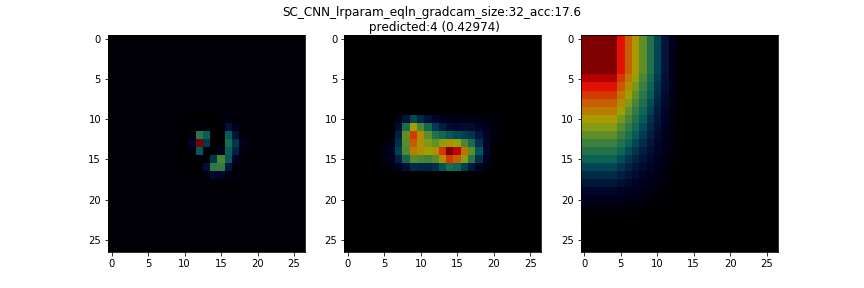 SC_CNN_lrparam_eqln_gradcam_size:32_acc:17.6
predicted:4 (0.42974)
0 0 0
5 5 5
10 10 10
15 15 15
20 20 20
25 25 25
0 5 10 15 20 25 0 5 10 15 20 25 0 5 10 15 20 25